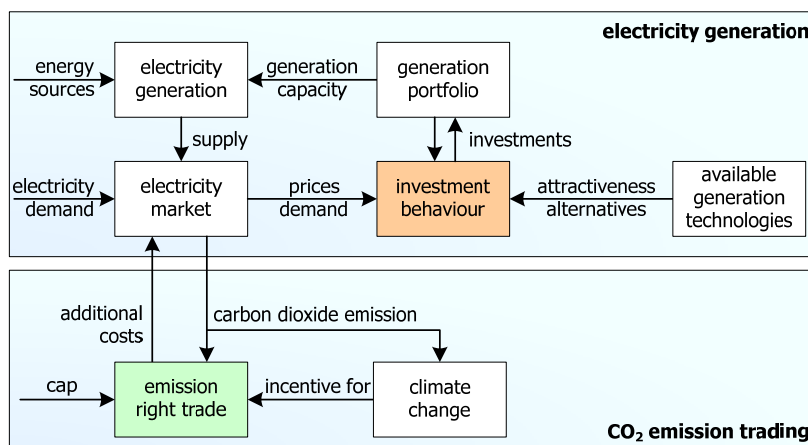 electricity generation
energy
sources
electricity
generation
generation
capacity
generation
portfolio
supply
investments
electricity
demand
electricity
market
prices
demand
investment
behaviour
attractiveness
alternatives
available
generation
technologies
additional
costs
carbon dioxide emission
cap
emission
right trade
incentive for
climate
change
CO₂ emission trading